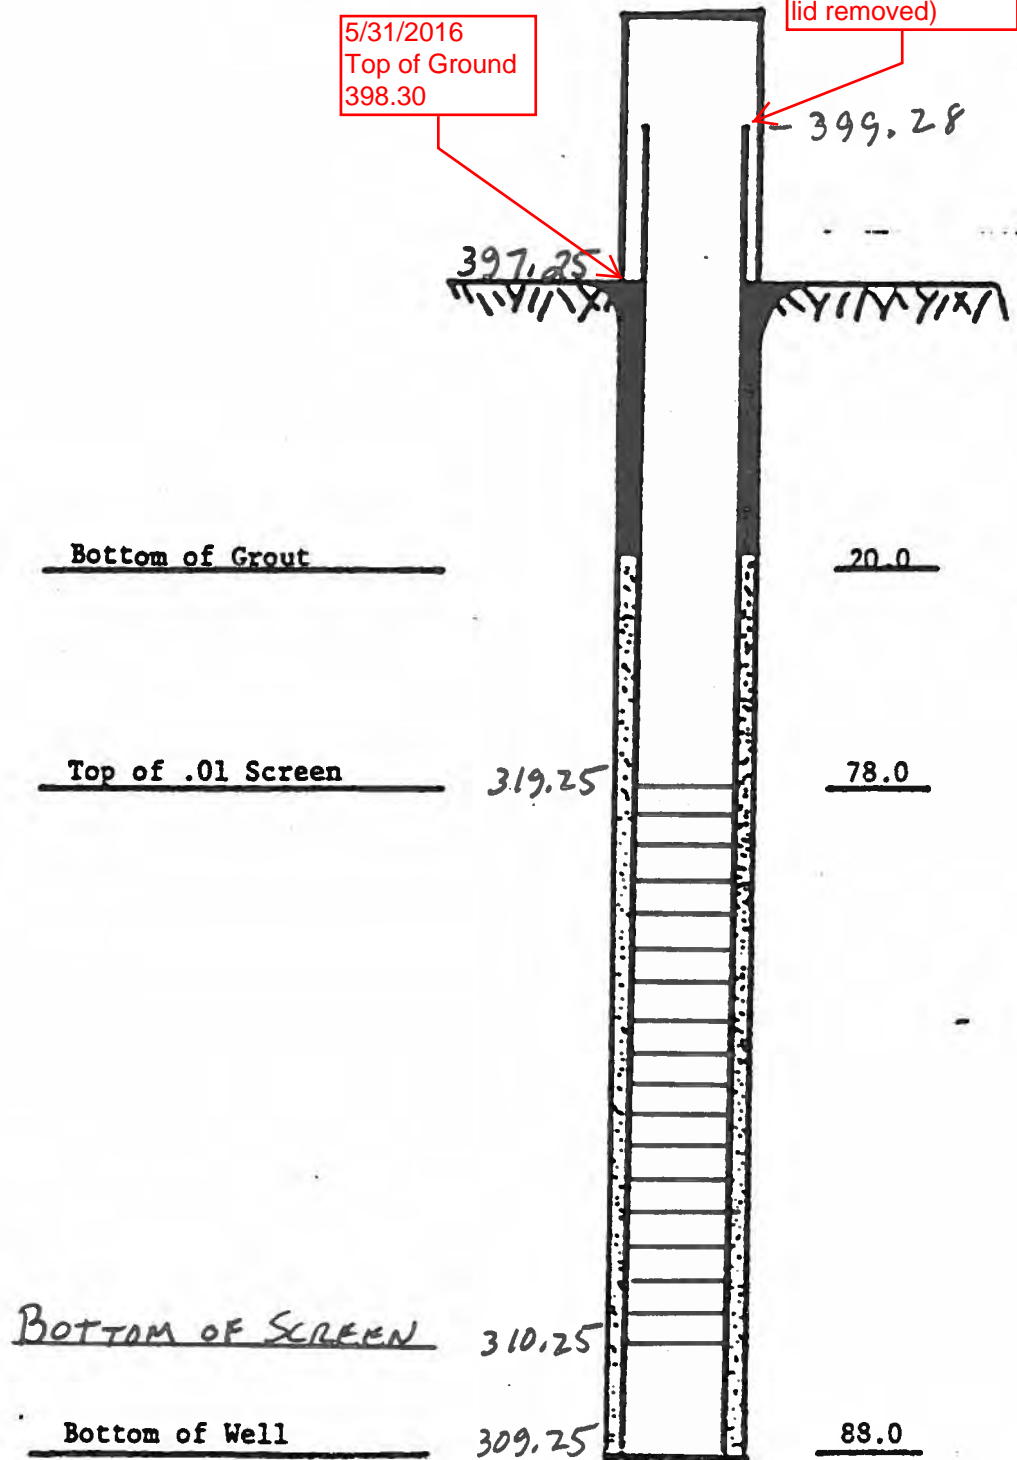 lid removed)
5/31/2016
Top of Ground
398.30
- 399.28
397.25
Bottom of Grout 20.0
Top of .01 Screen 319.25 78.0
BOTTOM OF SCREEN 310.25
Bottom of Well 309.25 88.0